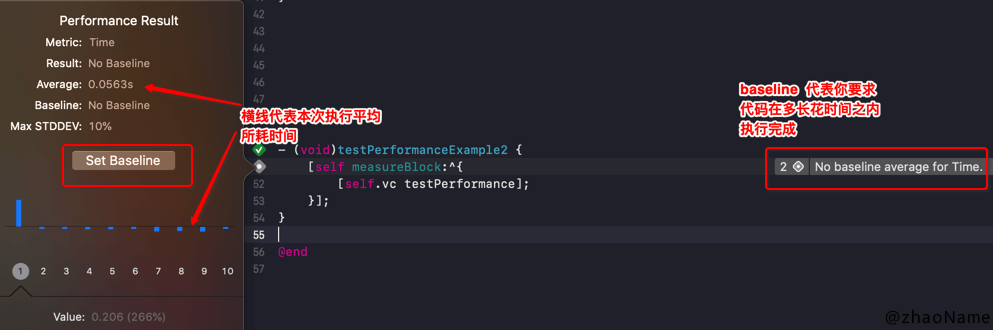 Performance Result
Metric: Time
Result: No Baseline
Average: 0.0563s
Baseline: No Baseline
Max STDDEV: 10%
Set Baseline
1 2 3 4 5 6 7 8 9 10
Value: 0.206 (266%)
横线代表本次执行平均
所耗时间
42
43
44
45
46
47
- (void)testPerformanceExample2 {
[self measureBlock:^{
52 [self.vc testPerformance];
53 }];
54 }
55
56 @end
57
baseline 代表你要求
代码在多长花时间之内
执行完成
2 No baseline average for Time.
@zhaoName